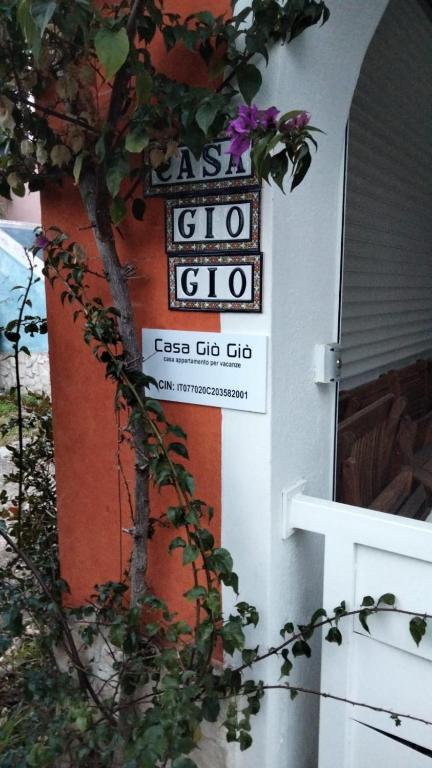 CASA
GIO
GIO
Casa Giò Giò
casa appartamento per vacanze
CIN: IT077020C203582001